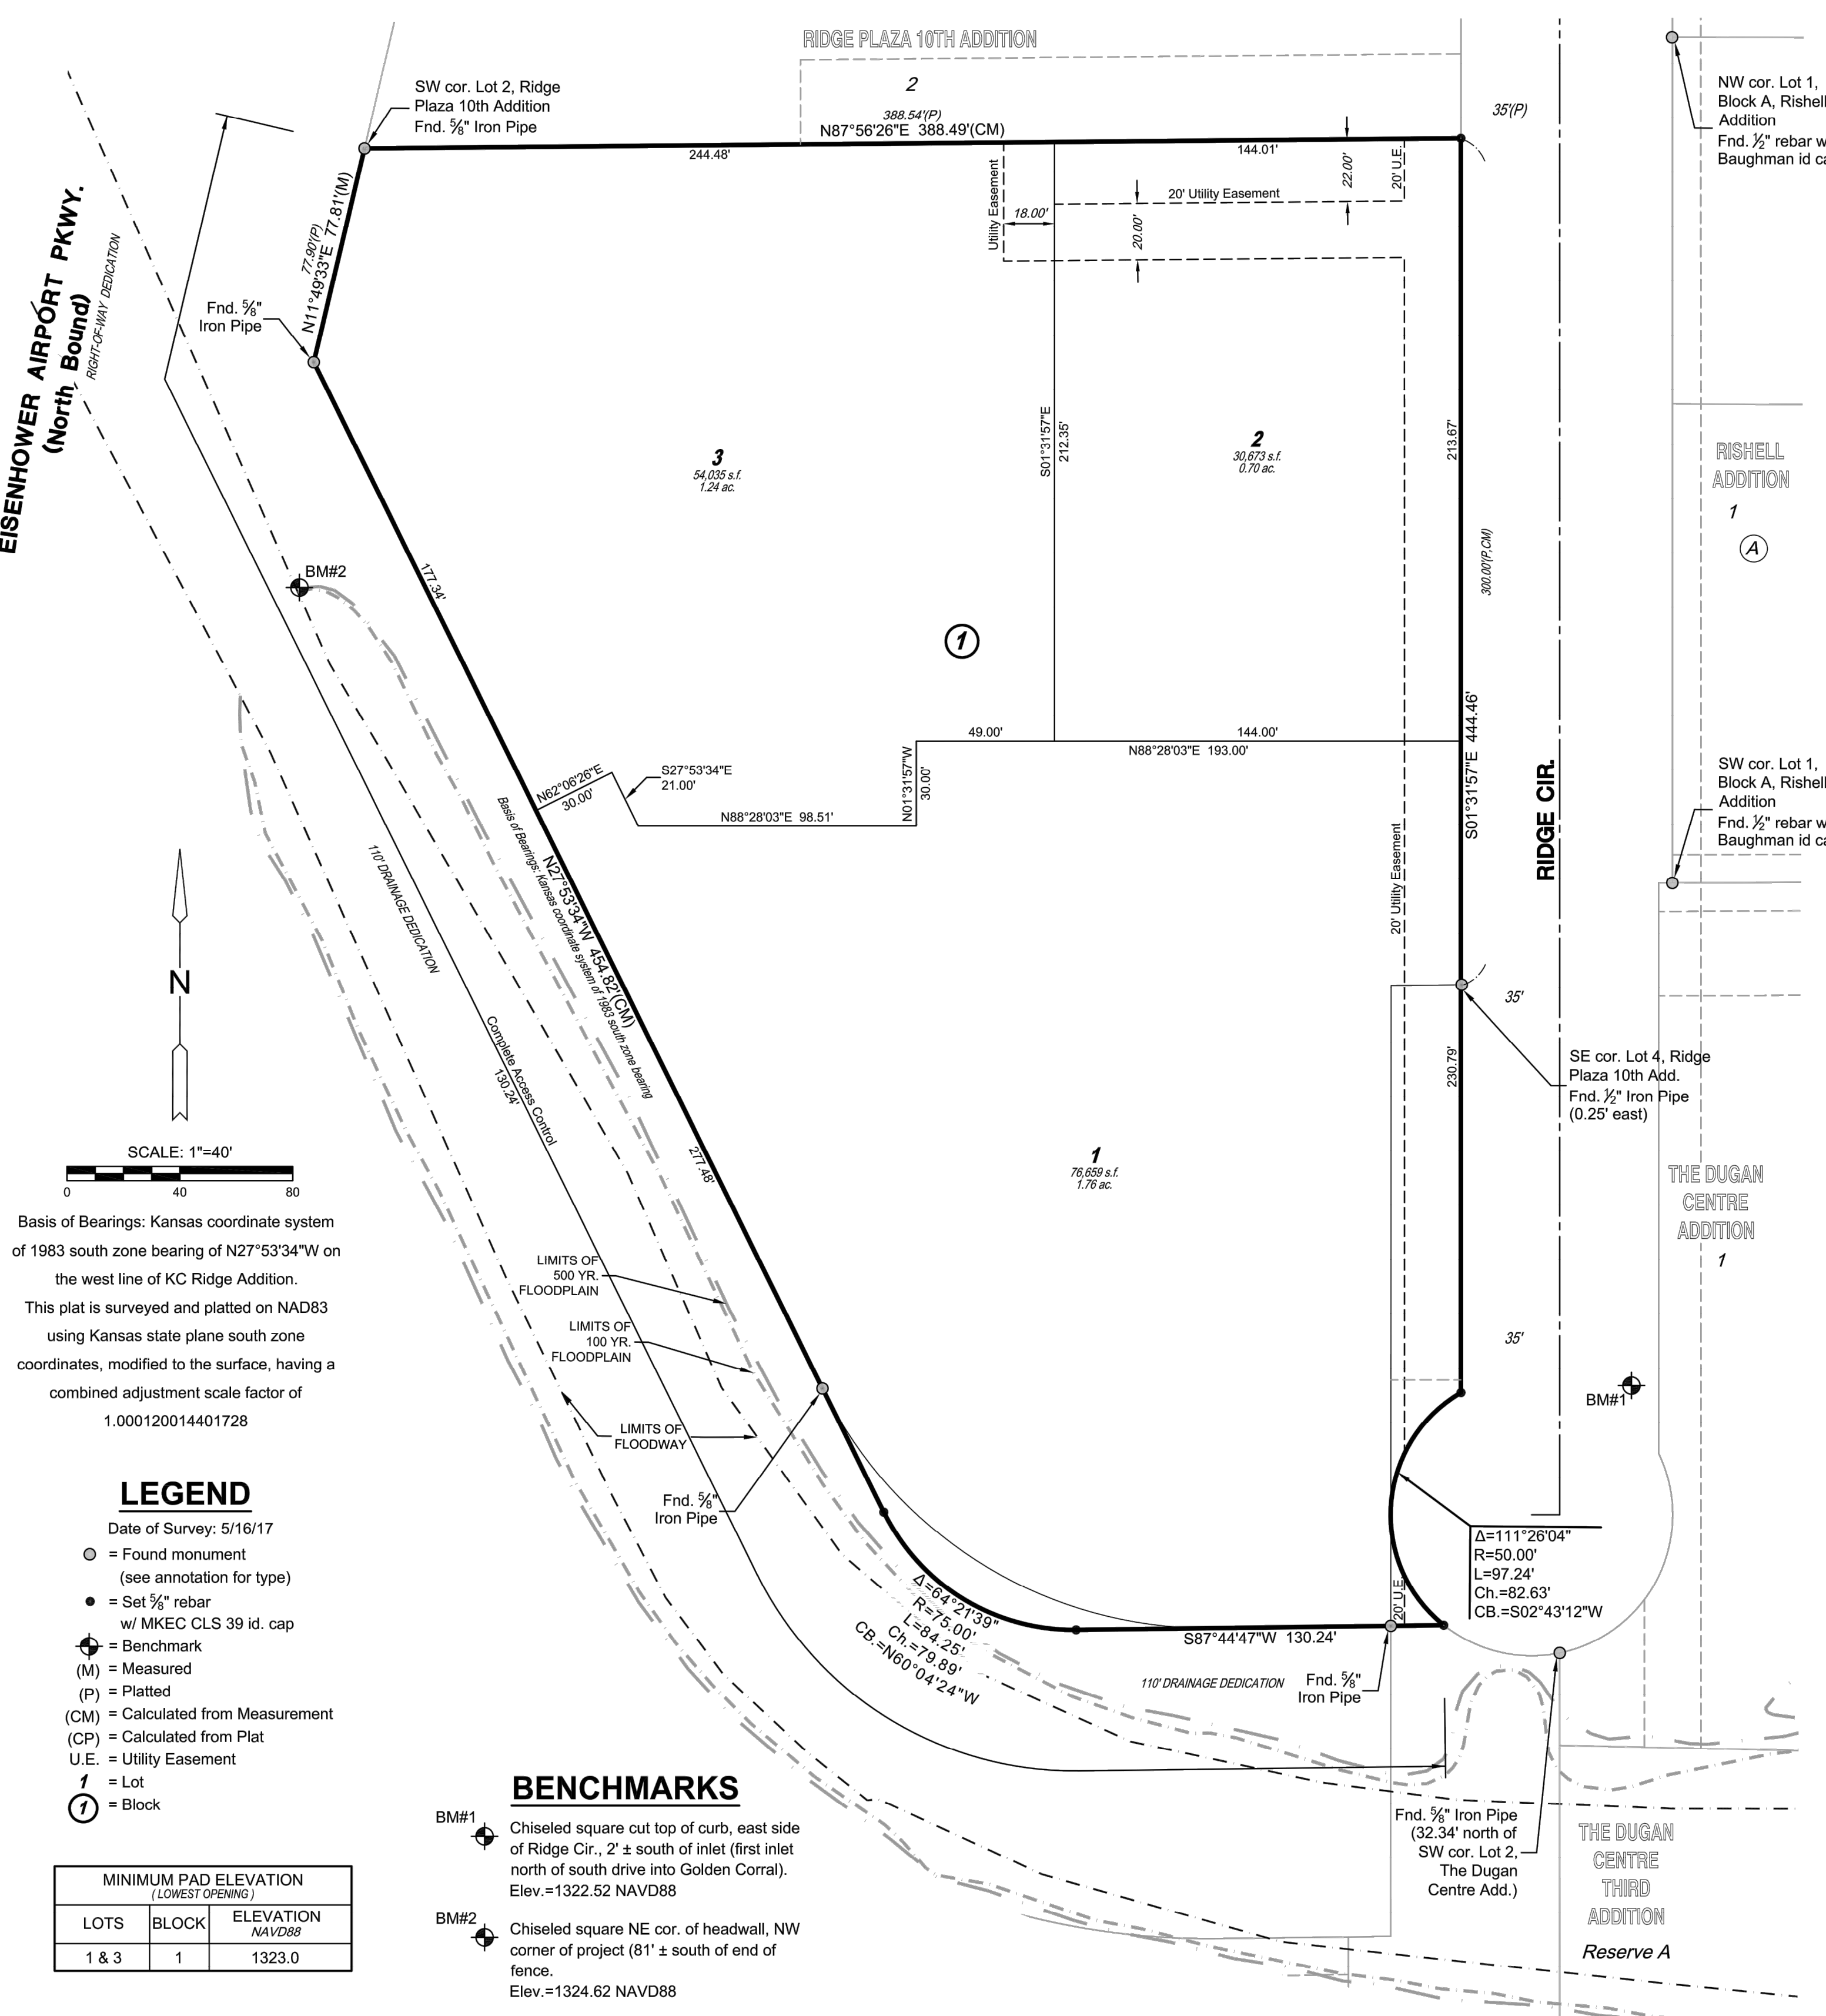 RIDGE PLAZA 10TH ADDITION
2
388.54'(P)
N87°56'26"E 388.49'(CM)
244.48'
144.01'
SW cor. Lot 2, Ridge
Plaza 10th Addition
Fnd. ⅝" Iron Pipe
35'(P)
NW cor. Lot 1,
Block A, Rishell
Addition
Fnd. ½" rebar w
Baughman id ca
EISENHOWER AIRPORT PKWY.
(North Bound)
RIGHT-OF-WAY DEDICATION
77.90'(P)
N11°49'33"E 77.81'(M)
Fnd. ⅝"
Iron Pipe
Utility Easement
18.00'
20' Utility Easement
20.00'
22.00'
20' U.E.
3
54,035 s.f.
1.24 ac.
S01°31'57"E
212.35'
2
30,673 s.f.
0.70 ac.
213.67'
300.00'(P,CM)
RISHELL
ADDITION
1
A
BM#2
177.34'
1
49.00'
144.00'
N88°28'03"E 193.00'
N62°06'26"E
30.00'
S27°53'34"E
21.00'
N88°28'03"E 98.51'
N01°31'57"W
30.00'
S01°31'57"E 444.46'
RIDGE CIR.
SW cor. Lot 1,
Block A, Rishell
Addition
Fnd. ½" rebar w
Baughman id ca
Basis of Bearings: Kansas coordinate system of 1983 south zone bearing
N27°53'34"W 454.82'(CM)
110' DRAINAGE DEDICATION
Complete Access Control
130.24'
20' Utility Easement
35'
230.79'
SE cor. Lot 4, Ridge
Plaza 10th Add.
Fnd. ½" Iron Pipe
(0.25' east)
N
SCALE: 1"=40'
0 40 80
Basis of Bearings: Kansas coordinate system
of 1983 south zone bearing of N27°53'34"W on
the west line of KC Ridge Addition.
This plat is surveyed and platted on NAD83
using Kansas state plane south zone
coordinates, modified to the surface, having a
combined adjustment scale factor of
1.000120014401728
277.48'
1
76,659 s.f.
1.76 ac.
THE DUGAN
CENTRE
ADDITION
1
LIMITS OF
500 YR.
FLOODPLAIN
LIMITS OF
100 YR.
FLOODPLAIN
LIMITS OF
FLOODWAY
35'
BM#1
Fnd. ⅝"
Iron Pipe
Δ=111°26'04"
R=50.00'
L=97.24'
Ch.=82.63'
CB.=S02°43'12"W
20' U.E.
Δ=64°21'39"
R=75.00'
L=84.25'
Ch.=79.89'
CB.=N60°04'24"W
S87°44'47"W 130.24'
110' DRAINAGE DEDICATION
Fnd. ⅝"
Iron Pipe
LEGEND
Date of Survey: 5/16/17
= Found monument
(see annotation for type)
= Set ⅝" rebar
w/ MKEC CLS 39 id. cap
= Benchmark
(M) = Measured
(P) = Platted
(CM) = Calculated from Measurement
(CP) = Calculated from Plat
U.E. = Utility Easement
1 = Lot
1 = Block
MINIMUM PAD ELEVATION
( LOWEST OPENING )
LOTS BLOCK ELEVATION
NAVD88
1 & 3 1 1323.0
BENCHMARKS
BM#1
Chiseled square cut top of curb, east side
of Ridge Cir., 2' ± south of inlet (first inlet
north of south drive into Golden Corral).
Elev.=1322.52 NAVD88
BM#2
Chiseled square NE cor. of headwall, NW
corner of project (81' ± south of end of
fence.
Elev.=1324.62 NAVD88
Fnd. ⅝" Iron Pipe
(32.34' north of
SW cor. Lot 2,
The Dugan
Centre Add.)
THE DUGAN
CENTRE
THIRD
ADDITION
Reserve A